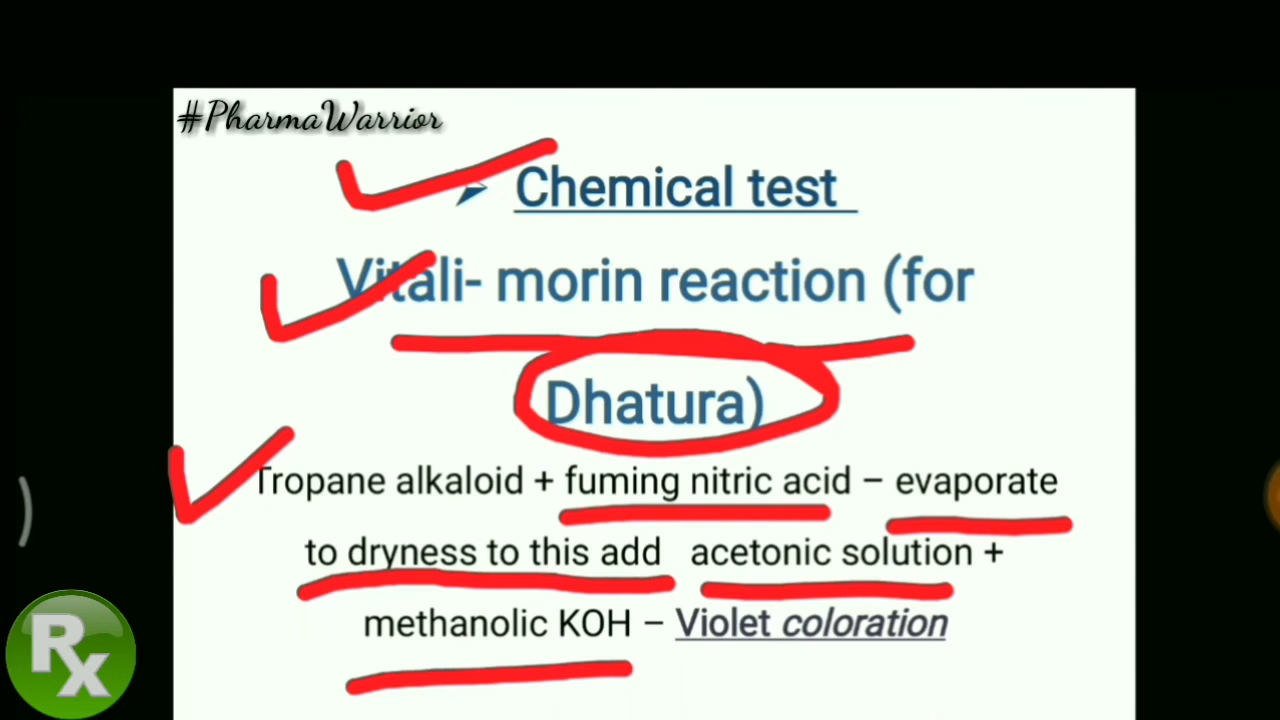 #PharmaWarrior
Chemical test
Vitali- morin reaction (for
Dhatura)
Tropane alkaloid + fuming nitric acid – evaporate
to dryness to this add acetonic solution +
methanolic KOH – Violet coloration
Rx